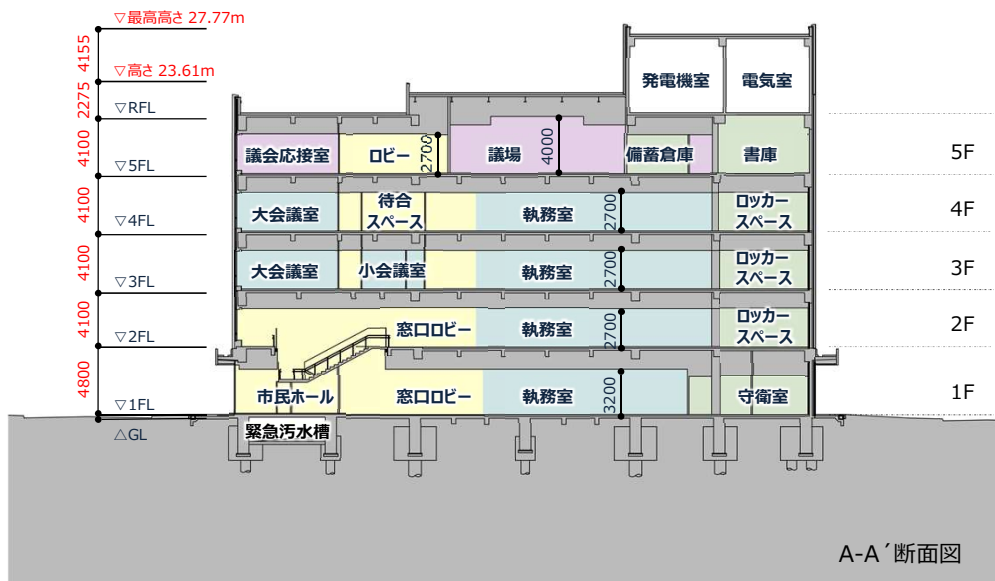 ▽最高高さ 27.77m
4155
▽高さ 23.61m
2275
▽RFL
4100
▽5FL
4100
▽4FL
4100
▽3FL
4100
▽2FL
4800
▽1FL
△GL
発電機室
電気室
議会応接室
ロビー
2700
議場
4000
備蓄倉庫
書庫
5F
大会議室
待合
スペース
執務室
2700
ロッカー
スペース
4F
大会議室
小会議室
執務室
2700
ロッカー
スペース
3F
窓口ロビー
執務室
2700
ロッカー
スペース
2F
市民ホール
窓口ロビー
執務室
3200
守衛室
1F
緊急汚水槽
A-A´断面図